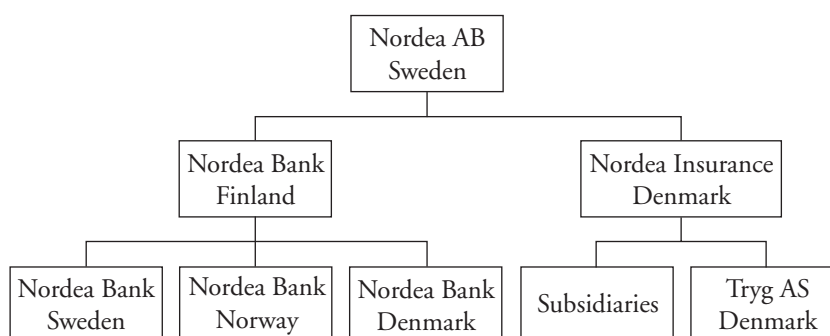 Nordea AB
Sweden
Nordea Bank
Finland
Nordea Insurance
Denmark
Nordea Bank
Sweden
Nordea Bank
Norway
Nordea Bank
Denmark
Subsidiaries
Tryg AS
Denmark